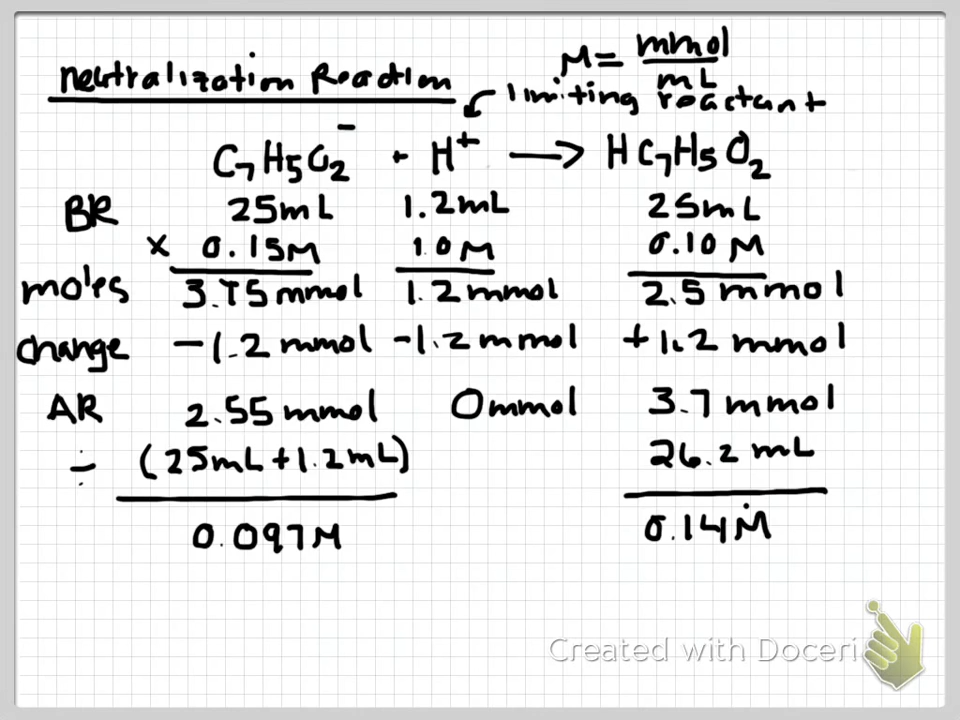 neutralization Reaction
M = mmol / mL
limiting reactant
C₇H₅O₂⁻ + H⁺ → HC₇H₅O₂
BR 25mL 1.2mL 25mL
x 0.15M 1.0 M 0.10 M
moles 3.75mmol 1.2mmol 2.5mmol
change -1.2mmol -1.2mmol +1.2mmol
AR 2.55mmol 0mmol 3.7mmol
÷ (25mL+1.2mL) 26.2mL
0.097M 0.14M
Created with Doceri